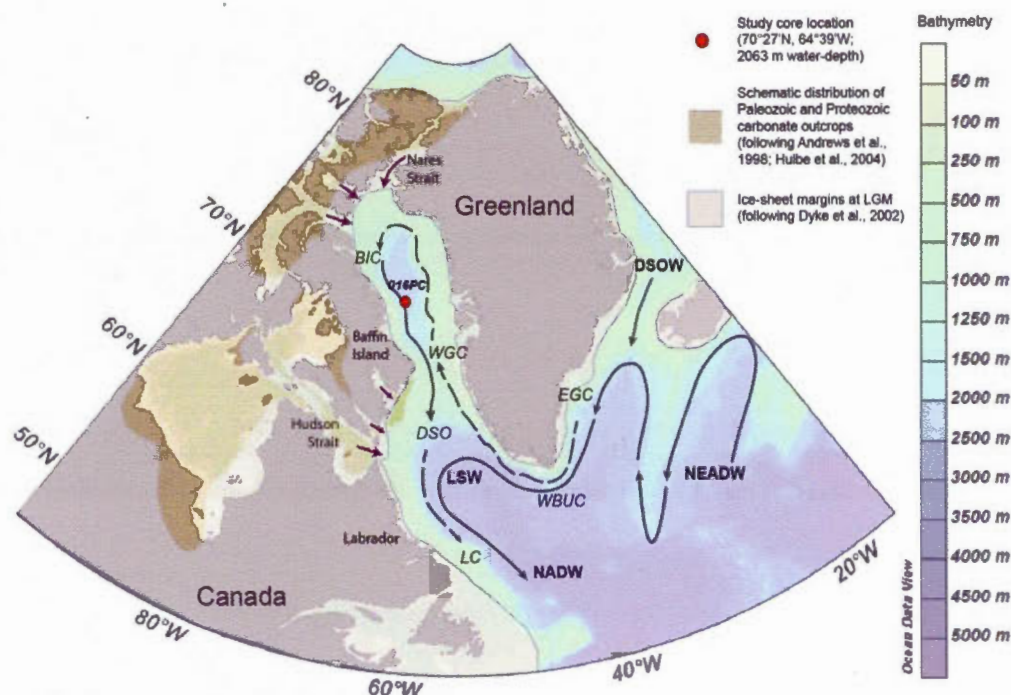 Study core location
(70°27'N, 64°39'W;
2063 m water-depth)
Schematic distribution of
Paleozoic and Proteozoic
carbonate outcrops
(following Andrews et al.,
1998; Hulbe et al., 2004)
Ice-sheet margins at LGM
(following Dyke et al., 2002)
Bathymetry
50 m
100 m
250 m
500 m
750 m
1000 m
1250 m
1500 m
2000 m
2500 m
3000 m
3500 m
4000 m
4500 m
5000 m
Ocean Data View
80°N
70°N
60°N
50°N
80°W
60°W
40°W
20°W
Nares
Strait
Greenland
BIC
016PC
DSOW
Baffin
Island
WGC
EGC
Hudson
Strait
DSO
LSW
WBUC
NEADW
Labrador
LC
NADW
Canada